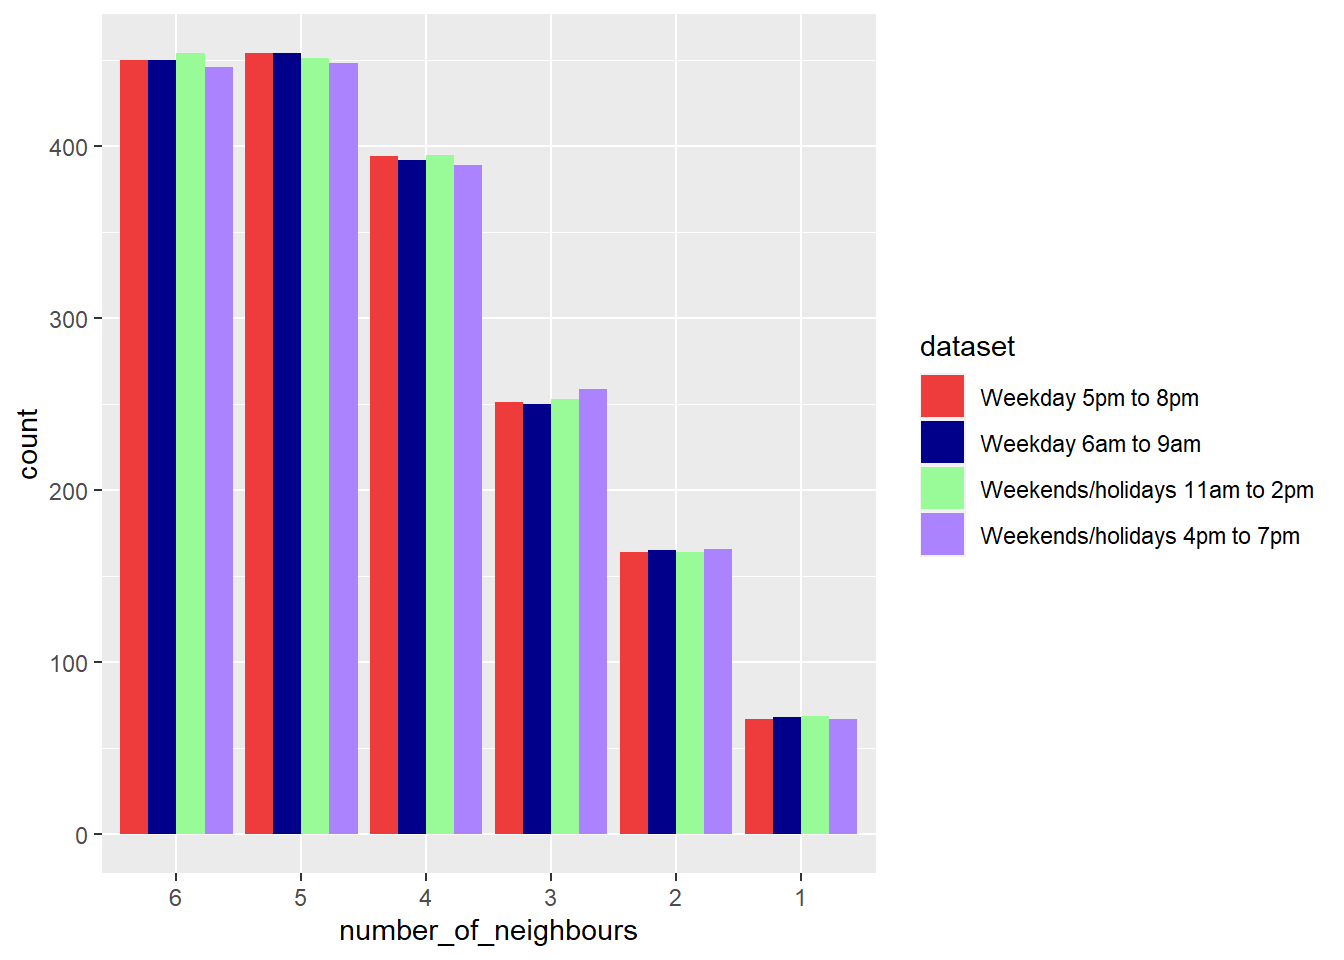 400
300
200
100
0
count
6 5 4 3 2 1
number_of_neighbours
dataset
Weekday 5pm to 8pm
Weekday 6am to 9am
Weekends/holidays 11am to 2pm
Weekends/holidays 4pm to 7pm